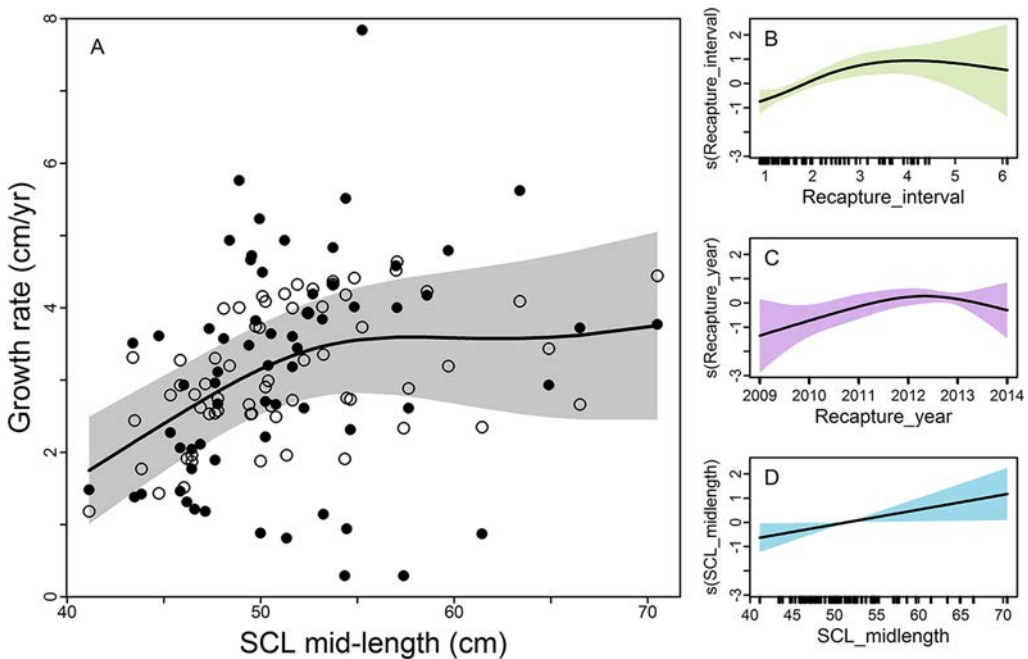 A
Growth rate (cm/yr)
8
6
4
2
0
40 50 60 70
SCL mid-length (cm)
B
s(Recapture_interval)
2
1
0
-1
-3
1 2 3 4 5 6
Recapture_interval
C
s(Recapture_year)
2
1
0
-1
-3
2009 2010 2011 2012 2013 2014
Recapture_year
D
s(SCL_midlength)
2
1
0
-1
-3
40 45 50 55 60 65 70
SCL_midlength